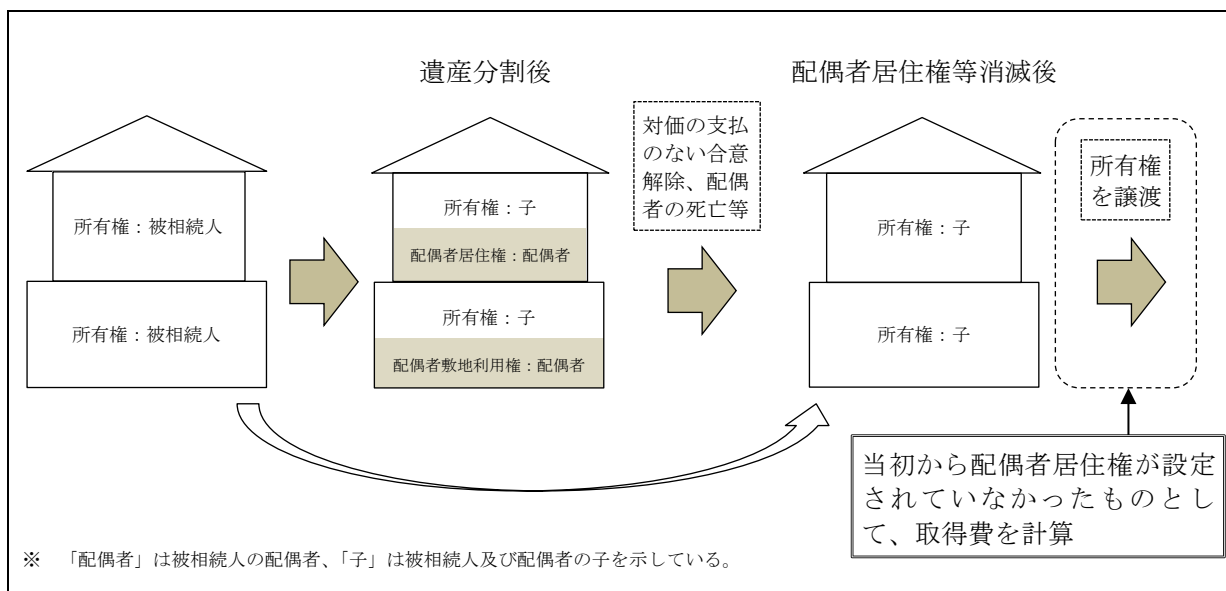 遺産分割後
配偶者居住権等消滅後
所有権：被相続人
所有権：被相続人
所有権：子
配偶者居住権：配偶者
所有権：子
配偶者敷地利用権：配偶者
対価の支払
のない合意
解除、配偶
者の死亡等
所有権：子
所有権：子
所有権
を譲渡
当初から配偶者居住権が設定
されていなかったものとし
て、取得費を計算
※　「配偶者」は被相続人の配偶者、「子」は被相続人及び配偶者の子を示している。